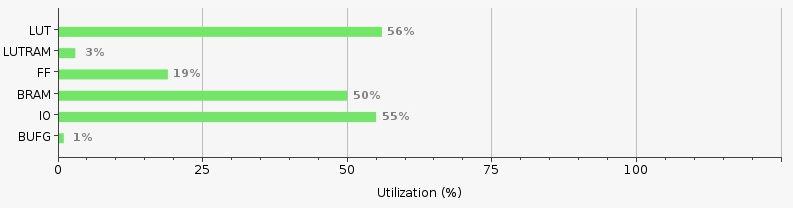 LUT 56%
LUTRAM 3%
FF 19%
BRAM 50%
IO 55%
BUFG 1%
0 25 50 75 100
Utilization (%)